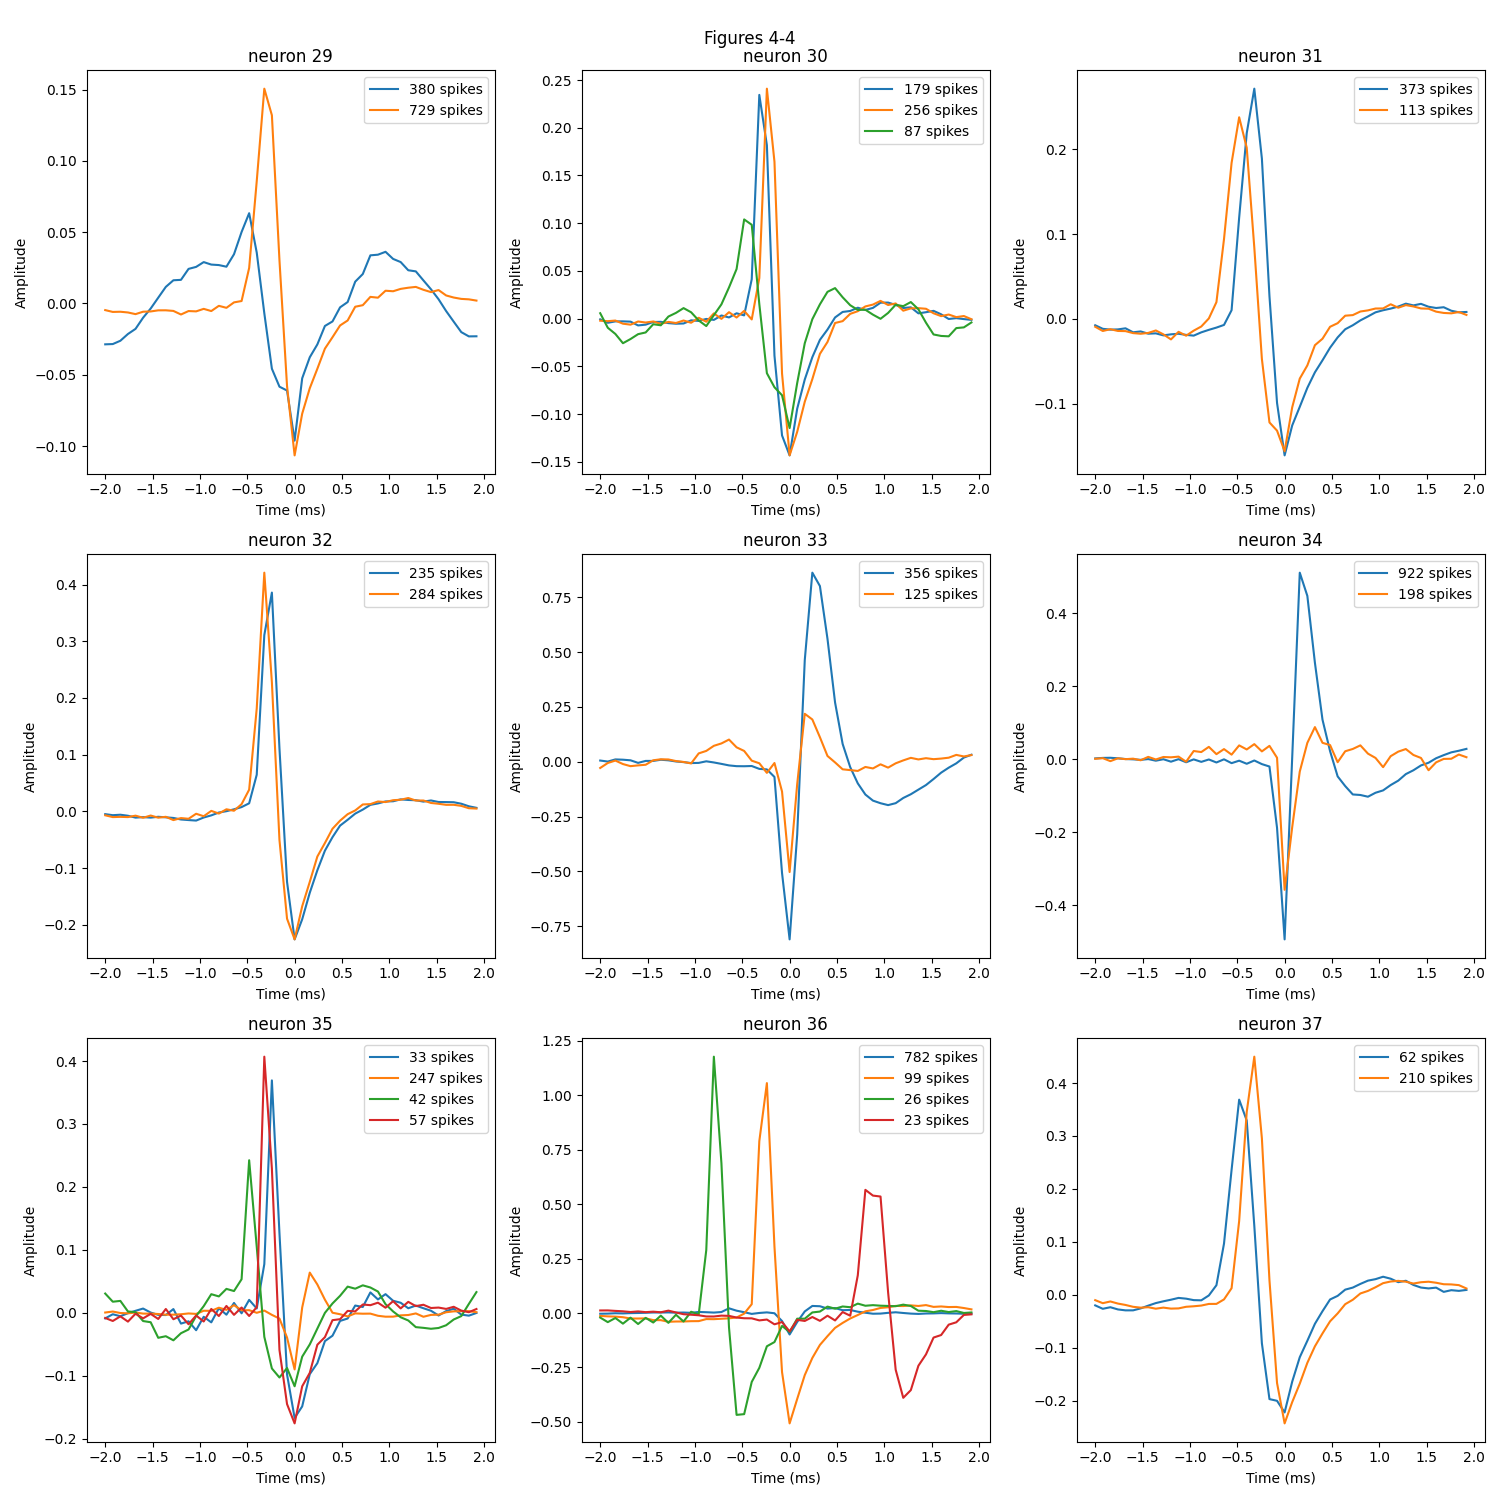 Figures 4-4
neuron 29
380 spikes
729 spikes
0.15
0.10
0.05
0.00
−0.05
−0.10
Amplitude
−2.0 −1.5 −1.0 −0.5 0.0 0.5 1.0 1.5 2.0
Time (ms)
neuron 30
179 spikes
256 spikes
87 spikes
0.25
0.20
0.15
0.10
0.05
0.00
−0.05
−0.10
−0.15
Amplitude
−2.0 −1.5 −1.0 −0.5 0.0 0.5 1.0 1.5 2.0
Time (ms)
neuron 31
373 spikes
113 spikes
0.2
0.1
0.0
−0.1
Amplitude
−2.0 −1.5 −1.0 −0.5 0.0 0.5 1.0 1.5 2.0
Time (ms)
neuron 32
235 spikes
284 spikes
0.4
0.3
0.2
0.1
0.0
−0.1
−0.2
Amplitude
−2.0 −1.5 −1.0 −0.5 0.0 0.5 1.0 1.5 2.0
Time (ms)
neuron 33
356 spikes
125 spikes
0.75
0.50
0.25
0.00
−0.25
−0.50
−0.75
Amplitude
−2.0 −1.5 −1.0 −0.5 0.0 0.5 1.0 1.5 2.0
Time (ms)
neuron 34
922 spikes
198 spikes
0.4
0.2
0.0
−0.2
−0.4
Amplitude
−2.0 −1.5 −1.0 −0.5 0.0 0.5 1.0 1.5 2.0
Time (ms)
neuron 35
33 spikes
247 spikes
42 spikes
57 spikes
0.4
0.3
0.2
0.1
0.0
−0.1
−0.2
Amplitude
−2.0 −1.5 −1.0 −0.5 0.0 0.5 1.0 1.5 2.0
Time (ms)
neuron 36
782 spikes
99 spikes
26 spikes
23 spikes
1.25
1.00
0.75
0.50
0.25
0.00
−0.25
−0.50
Amplitude
−2.0 −1.5 −1.0 −0.5 0.0 0.5 1.0 1.5 2.0
Time (ms)
neuron 37
62 spikes
210 spikes
0.4
0.3
0.2
0.1
0.0
−0.1
−0.2
Amplitude
−2.0 −1.5 −1.0 −0.5 0.0 0.5 1.0 1.5 2.0
Time (ms)